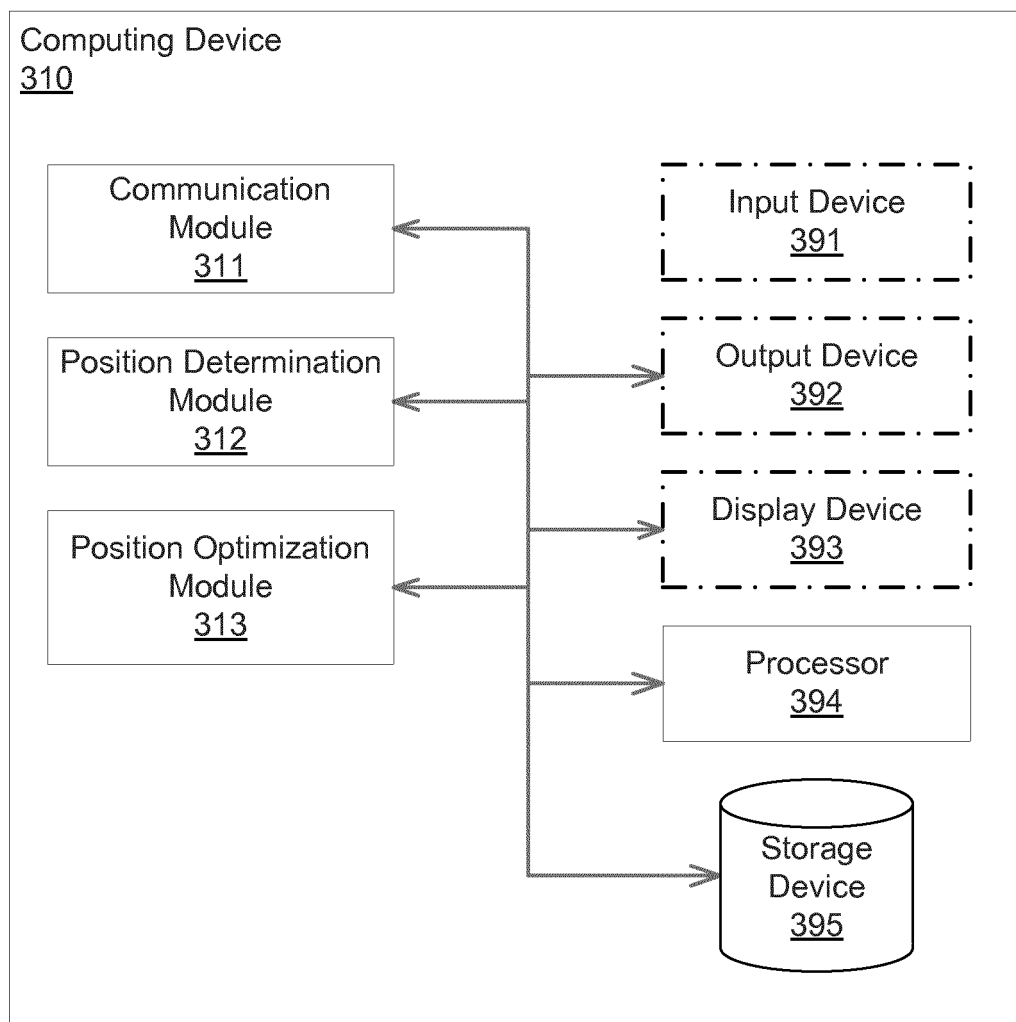 Computing Device
310
Communication
Module
311
Position Determination
Module
312
Position Optimization
Module
313
Input Device
391
Output Device
392
Display Device
393
Processor
394
Storage
Device
395